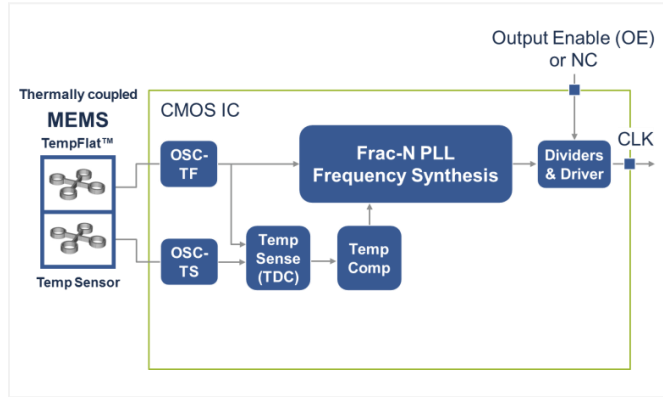 Output Enable (OE)
or NC
Thermally coupled
MEMS
TempFlat™
CMOS IC
CLK
OSC-
TF
Frac-N PLL
Frequency Synthesis
Dividers
& Driver
OSC-
TS
Temp
Sense
(TDC)
Temp
Comp
Temp Sensor